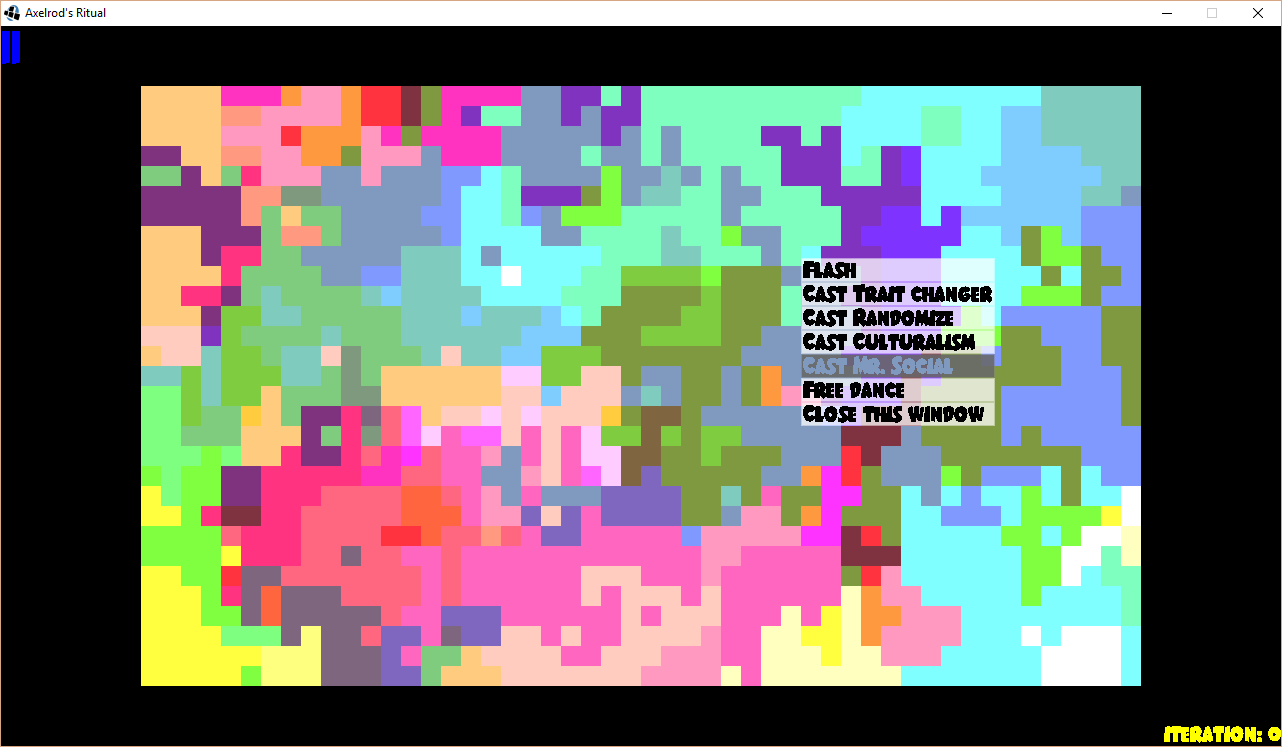 Axelrod's Ritual
Flash
Cast Trait changer
Cast Randomize
Cast Culturalism
Cast Mr. Social
Free dance
Close this window
Iteration: 0